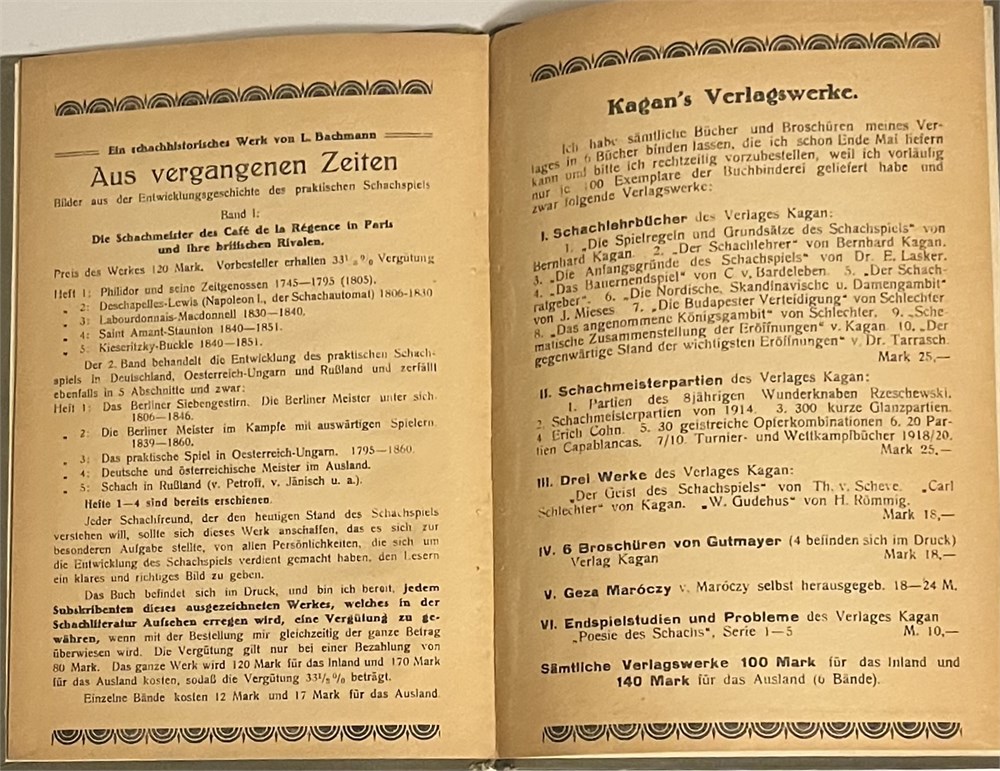 Ein schachhistorisches Werk von L. Bachmann
Aus vergangenen Zeiten
Bilder aus der Entwicklungsgeschichte des praktischen Schachspiels
Band I:
Die Schachmeister des Café de la Régence in Paris
und ihre britischen Rivalen.
Preis des Werkes 120 Mark. Vorbesteller erhalten 33⅓% Vergütung
Heft 1: Philidor und seine Zeitgenossen 1745—1795 (1805).
„ 2: Deschapelles-Lewis (Napoleon I., der Schachautomat) 1806-1830
„ 3: Labourdonnais-Macdonnell 1830—1840.
„ 4: Saint Amant-Staunton 1840—1851.
„ 5: Kieseritzky-Buckle 1840—1851.
Der 2. Band behandelt die Entwicklung des praktischen Schach-
spiels in Deutschland, Oesterreich-Ungarn und Rußland und zerfällt
ebenfalls in 5 Abschnitte und zwar:
Heft 1: Das Berliner Siebengestirn. Die Berliner Meister unter sich.
1806—1846.
„ 2: Die Berliner Meister im Kampfe mit auswärtigen Spielern.
1839—1860.
„ 3: Das praktische Spiel in Oesterreich-Ungarn. 1795—1860.
„ 4: Deutsche und österreichische Meister im Ausland.
„ 5: Schach in Rußland (v. Petroff, v. Jänisch u. a.).
Hefte 1—4 sind bereits erschienen.
Jeder Schachfreund, der den heutigen Stand des Schachspiels
verstehen will, sollte sich dieses Werk anschaffen, das es sich zur
besonderen Aufgabe stellte, von allen Persönlichkeiten, die sich um
die Entwicklung des Schachspiels verdient gemacht haben, den Lesern
ein klares und richtiges Bild zu geben.
Das Buch befindet sich im Druck, und bin ich bereit, jedem
Subskribenten dieses ausgezeichneten Werkes, welches in der
Schachliteratur Aufsehen erregen wird, eine Vergütung zu ge-
währen, wenn mit der Bestellung mir gleichzeitig der ganze Betrag
überwiesen wird. Die Vergütung gilt nur bei einer Bezahlung von
80 Mark. Das ganze Werk wird 120 Mark für das Inland und 170 Mark
für das Ausland kosten, sodaß die Vergütung 33⅓% beträgt.
Einzelne Bände kosten 12 Mark und 17 Mark für das Ausland.
Kagan's Verlagswerke.
Ich habe sämtliche Bücher und Broschüren meines Ver-
lages in 6 Bücher binden lassen, die ich schon Ende Mai liefern
kann und bitte ich rechtzeitig vorzubestellen, weil ich vorläufig
nur je 100 Exemplare der Buchbinderei geliefert habe und
zwar folgende Verlagswerke:
I. Schachlehrbücher des Verlages Kagan:
1. „Die Spielregeln und Grundsätze des Schachspiels“ von
Bernhard Kagan. 2. „Der Schachlehrer“ von Bernhard Kagan.
3. „Die Anfangsgründe des Schachspiels“ von Dr. E. Lasker.
4. „Das Bauernendspiel“ von C v. Bardeleben. 5. „Der Schach-
ratgeber“. 6. „Die Nordische, Skandinavische u. Damengambit“
von J. Mieses. 7. „Die Budapester Verteidigung“ von Schlechter
8. „Das angenommene Königsgambit“ von Schlechter. 9. „Sche-
matische Zusammenstellung der Eröffnungen“ v. Kagan. 10. „Der
gegenwärtige Stand der wichtigsten Eröffnungen“ v. Dr. Tarrasch.
Mark 25,—
II. Schachmeisterpartien des Verlages Kagan:
1. Partien des 8jährigen Wunderknaben Rzeschewski.
2. Schachmeisterpartien von 1914. 3. 300 kurze Glanzpartien.
4 Erich Cohn. 5. 30 geistreiche Opferkombinationen 6. 20 Par-
tien Capablancas. 7/10. Turnier- und Wettkampfbücher 1918/20.
Mark 25.—
III. Drei Werke des Verlages Kagan:
„Der Geist des Schachspiels“ von Th. v. Scheve. „Carl
Schlechter“ von Kagan. „W. Gudehus“ von H. Römmig.
Mark 18,—
IV. 6 Broschüren von Gutmayer (4 befinden sich im Druck)
Verlag Kagan Mark 18,—
V. Geza Maróczy v. Maróczy selbst herausgegeb. 18—24 M.
VI. Endspielstudien und Probleme des Verlages Kagan
„Poesie des Schachs“, Serie 1—5 M. 10,—
Sämtliche Verlagswerke 100 Mark für das Inland und
140 Mark für das Ausland (6 Bände).